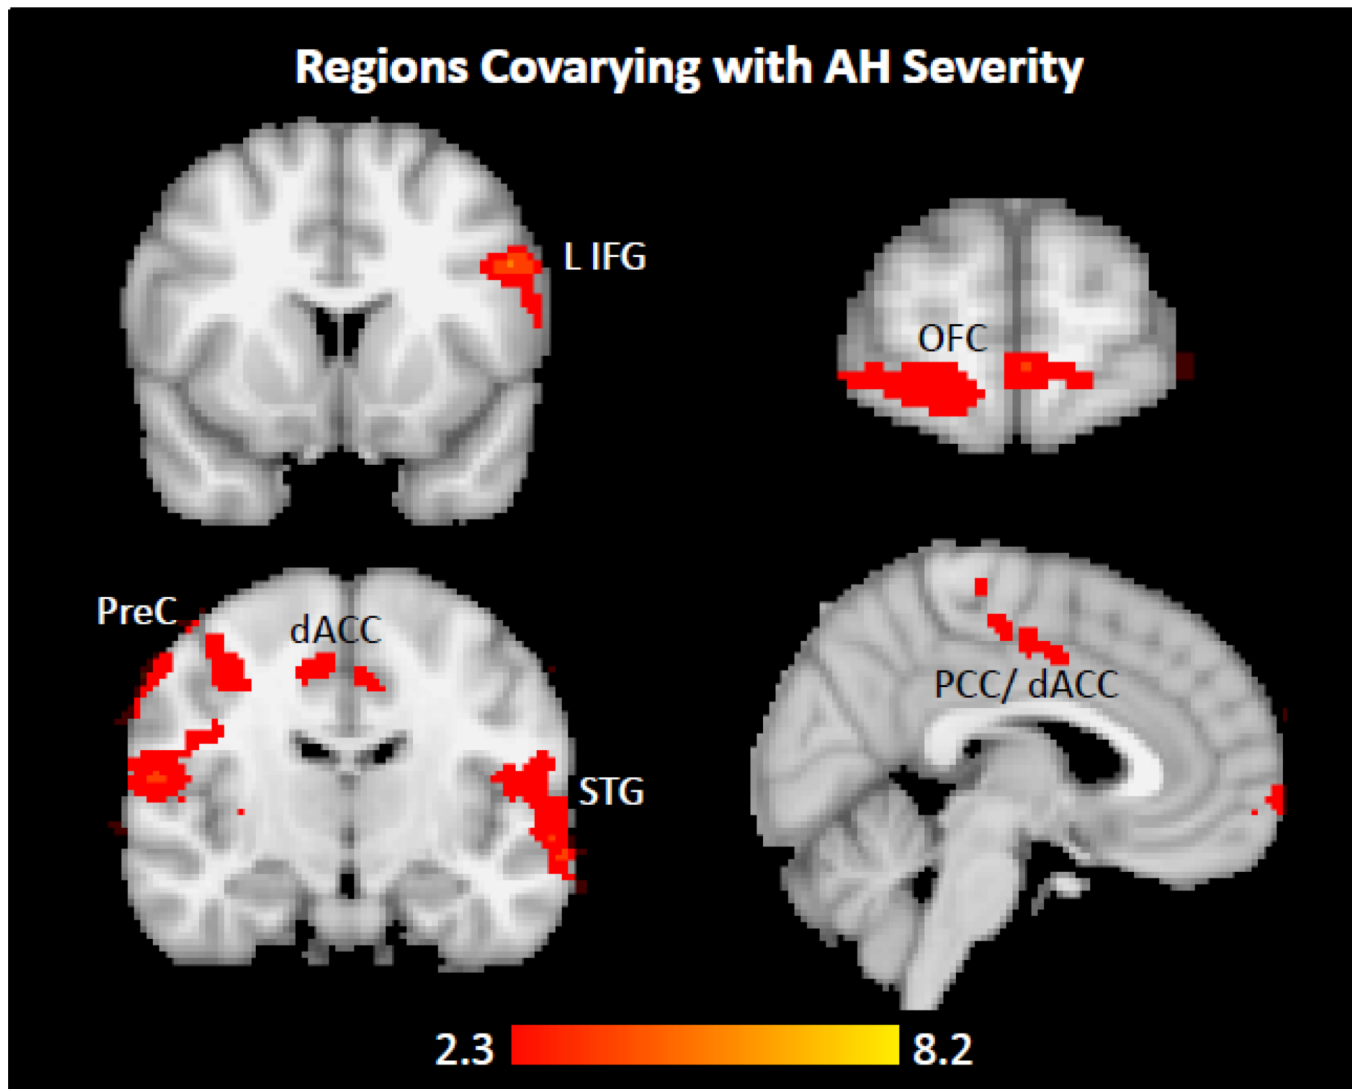 Regions Covarying with AH Severity
L IFG
OFC
PreC
dACC
STG
PCC/ dACC
2.3
8.2